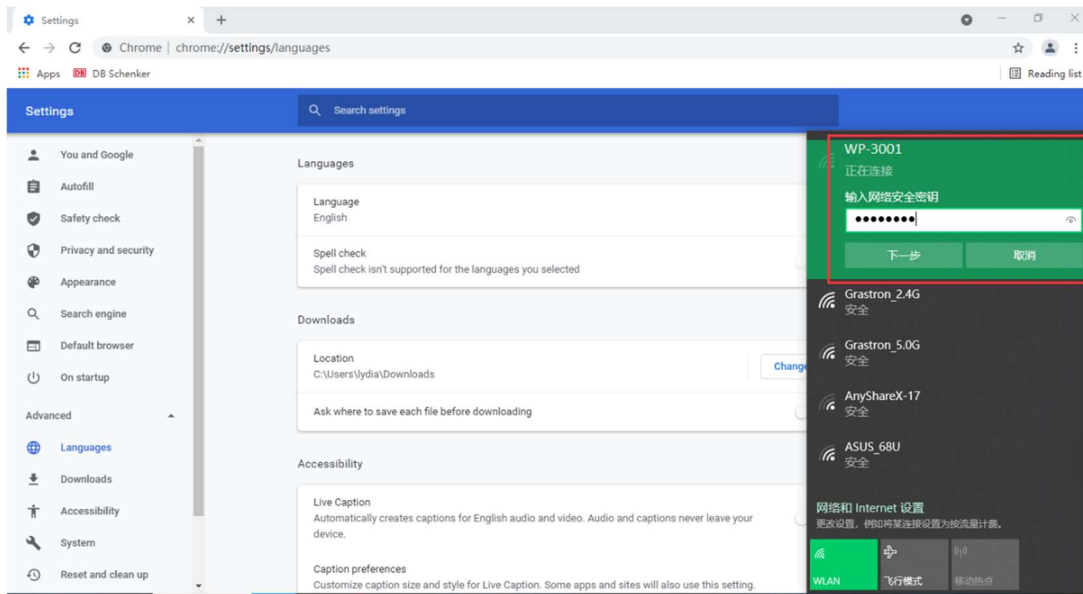 Settings
Chrome | chrome://settings/languages
Apps DB DB Schenker
Reading list
Settings
Search settings
You and Google
Autofill
Safety check
Privacy and security
Appearance
Search engine
Default browser
On startup
Advanced
Languages
Downloads
Accessibility
System
Reset and clean up
Languages
Language
English
Spell check
Spell check isn't supported for the languages you selected
Downloads
Location
C:\Users\lydia\Downloads
Change
Ask where to save each file before downloading
Accessibility
Live Caption
Automatically creates captions for English audio and video. Audio and captions never leave your
device.
Caption preferences
Customize caption size and style for Live Caption. Some apps and sites will also use this setting.
WP-3001
正在连接
输入网络安全密钥
下一步 取消
Grastron_2.4G
安全
Grastron_5.0G
安全
AnyShareX-17
安全
ASUS_68U
安全
网络和 Internet 设置
更改设置，例如将某连接设置为按流量计费。
WLAN 飞行模式 移动热点